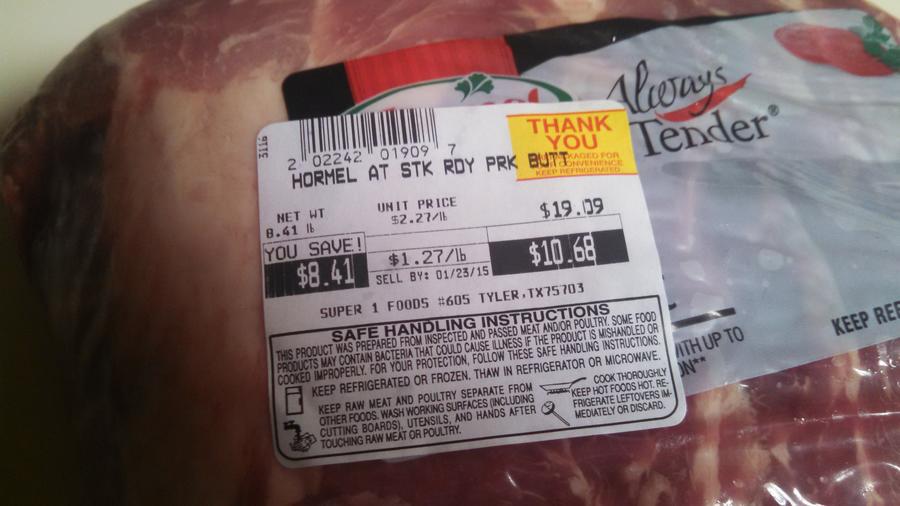 Always
Tender®
3116
2 02242 01909 7
THANK
YOU
KAGED FOR
CONVENIENCE
KEEP REFRIGERATED
HORMEL AT STK RDY PRK BUTT
NET WT
8.41 lb
UNIT PRICE
$2.27/lb
$19.09
YOU SAVE!
$8.41
$1.27/lb
$10.68
SELL BY: 01/23/15
SUPER 1 FOODS #605 TYLER,TX75703
SAFE HANDLING INSTRUCTIONS
THIS PRODUCT WAS PREPARED FROM INSPECTED AND PASSED MEAT AND/OR POULTRY. SOME FOOD
PRODUCTS MAY CONTAIN BACTERIA THAT COULD CAUSE ILLNESS IF THE PRODUCT IS MISHANDLED OR
COOKED IMPROPERLY. FOR YOUR PROTECTION, FOLLOW THESE SAFE HANDLING INSTRUCTIONS.
KEEP REFRIGERATED OR FROZEN. THAW IN REFRIGERATOR OR MICROWAVE.
KEEP RAW MEAT AND POULTRY SEPARATE FROM
OTHER FOODS. WASH WORKING SURFACES (INCLUDING
CUTTING BOARDS), UTENSILS, AND HANDS AFTER
TOUCHING RAW MEAT OR POULTRY.
COOK THOROUGHLY
KEEP HOT FOODS HOT. RE-
FRIGERATE LEFTOVERS IM-
MEDIATELY OR DISCARD.
WITH UP TO
ON**
KEEP REF